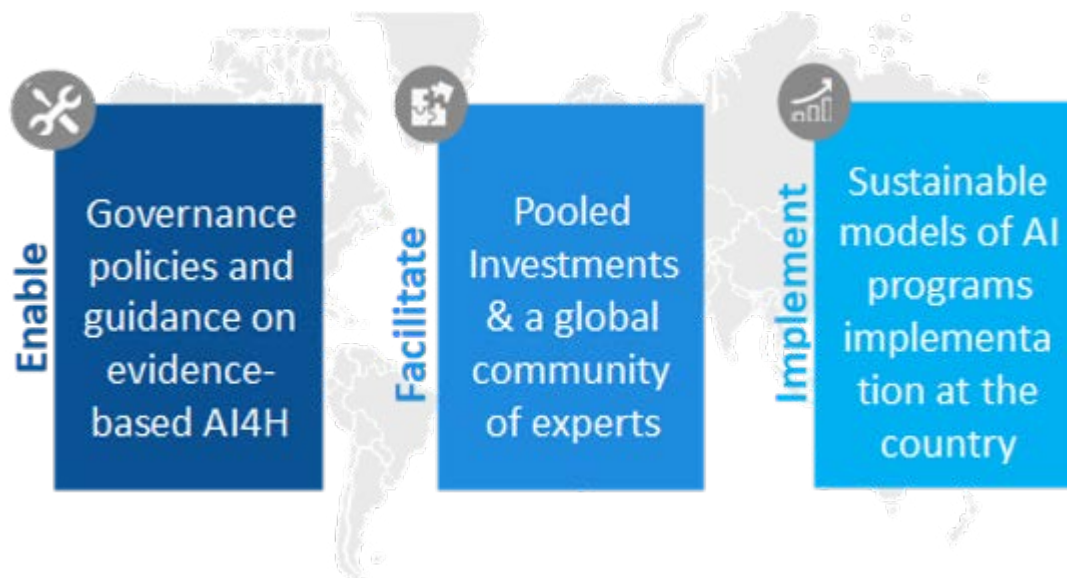 Enable
Governance
policies and
guidance on
evidence-
based AI4H
Facilitate
Pooled
Investments
& a global
community
of experts
Implement
Sustainable
models of AI
programs
implementa
tion at the
country